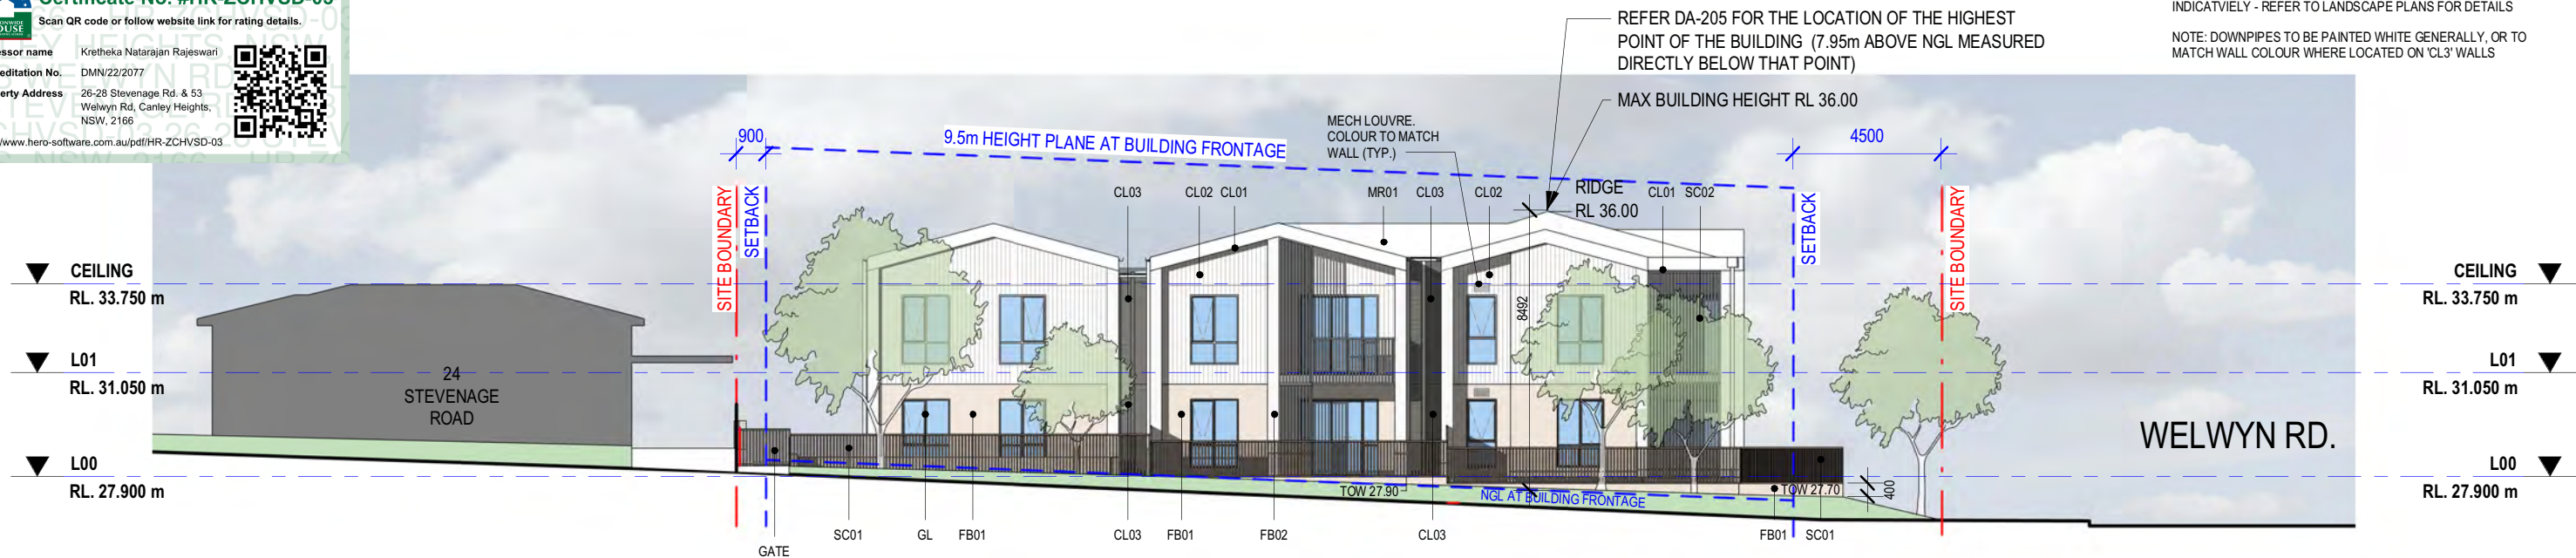 Certificate No. #HR-ZCHVSD-03
Scan QR code or follow website link for rating details.
Kretheka Natarajan Rajeswari
DMN/22/2077
26-28 Stevenage Rd. & 53
Welwyn Rd, Canley Heights,
NSW, 2166
/www.hero-software.com.au/pdf/HR-ZCHVSD-03
REFER DA-205 FOR THE LOCATION OF THE HIGHEST
POINT OF THE BUILDING (7.95m ABOVE NGL MEASURED
DIRECTLY BELOW THAT POINT)
MAX BUILDING HEIGHT RL 36.00
INDICATVIELY - REFER TO LANDSCAPE PLANS FOR DETAILS
NOTE: DOWNPIPES TO BE PAINTED WHITE GENERALLY, OR TO
MATCH WALL COLOUR WHERE LOCATED ON 'CL3' WALLS
MECH LOUVRE.
COLOUR TO MATCH
WALL (TYP.)
900
9.5m HEIGHT PLANE AT BUILDING FRONTAGE
4500
SITE BOUNDARY
SETBACK
CL03
CL02
CL01
MR01
CL03
CL02
RIDGE
RL 36.00
CL01
SC02
SETBACK
SITE BOUNDARY
CEILING
RL. 33.750 m
CEILING
RL. 33.750 m
8492
L01
RL. 31.050 m
24
STEVENAGE
ROAD
L01
RL. 31.050 m
WELWYN RD.
L00
RL. 27.900 m
TOW 27.90
NGL AT BUILDING FRONTAGE
TOW 27.70
400
L00
RL. 27.900 m
GATE
SC01
GL
FB01
CL03
FB01
FB02
CL03
FB01
SC01